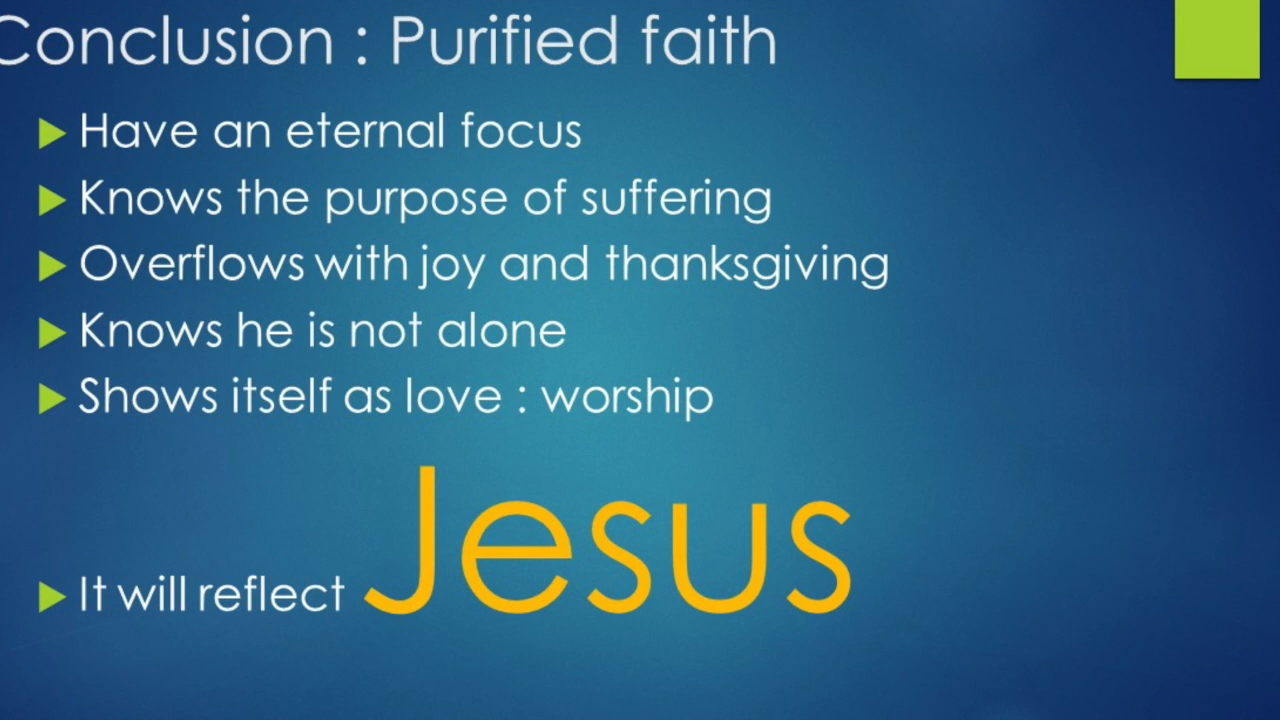 Conclusion : Purified faith
Have an eternal focus
Knows the purpose of suffering
Overflows with joy and thanksgiving
Knows he is not alone
Shows itself as love : worship
It will reflect Jesus